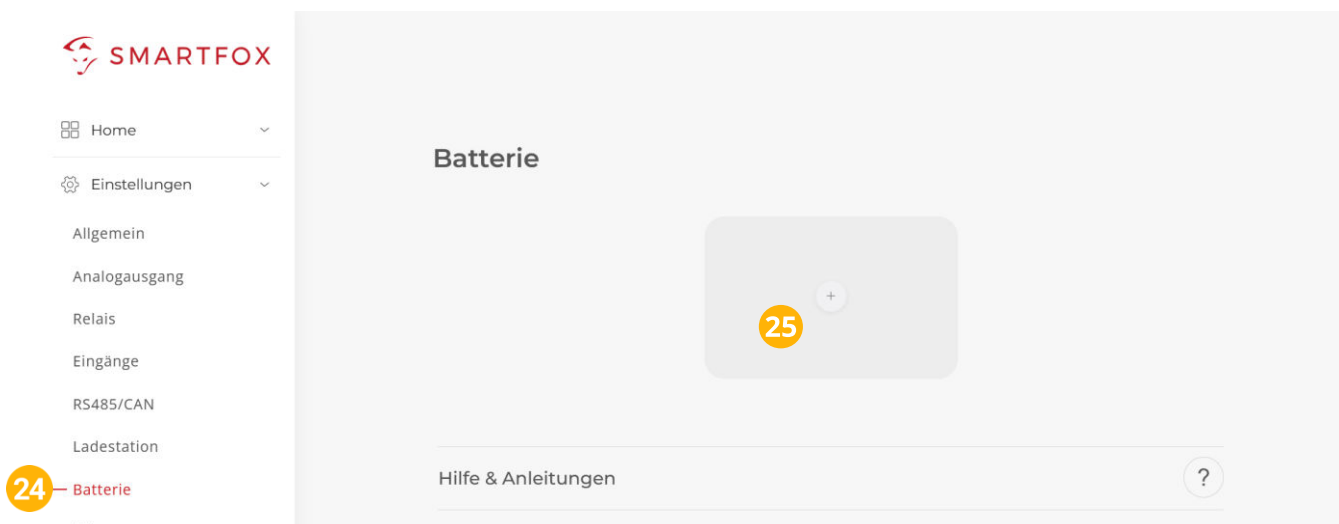 SMARTFOX
Home
Einstellungen
Allgemein
Analogausgang
Relais
Eingänge
RS485/CAN
Ladestation
24 Batterie
Batterie
+
25
Hilfe & Anleitungen ?